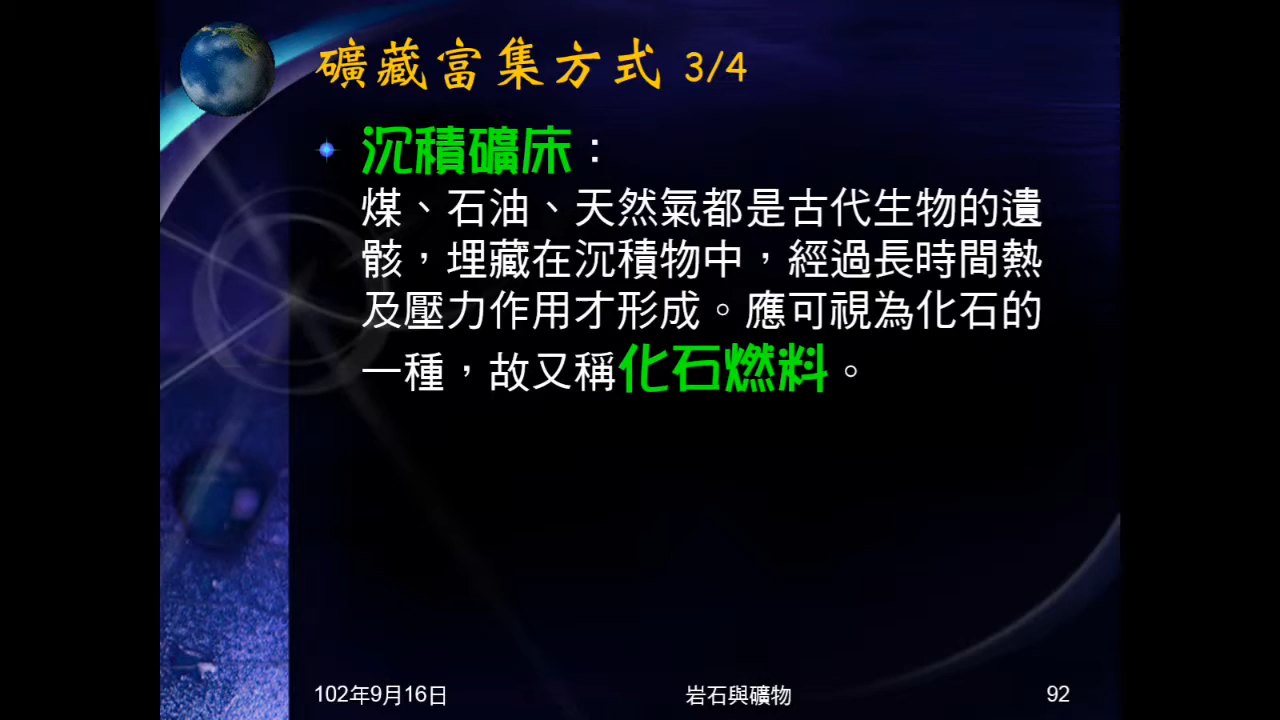 礦藏富集方式 3/4
沉積礦床：
煤、石油、天然氣都是古代生物的遺
骸，埋藏在沉積物中，經過長時間熱
及壓力作用才形成。應可視為化石的
一種，故又稱化石燃料。
102年9月16日
岩石與礦物
92